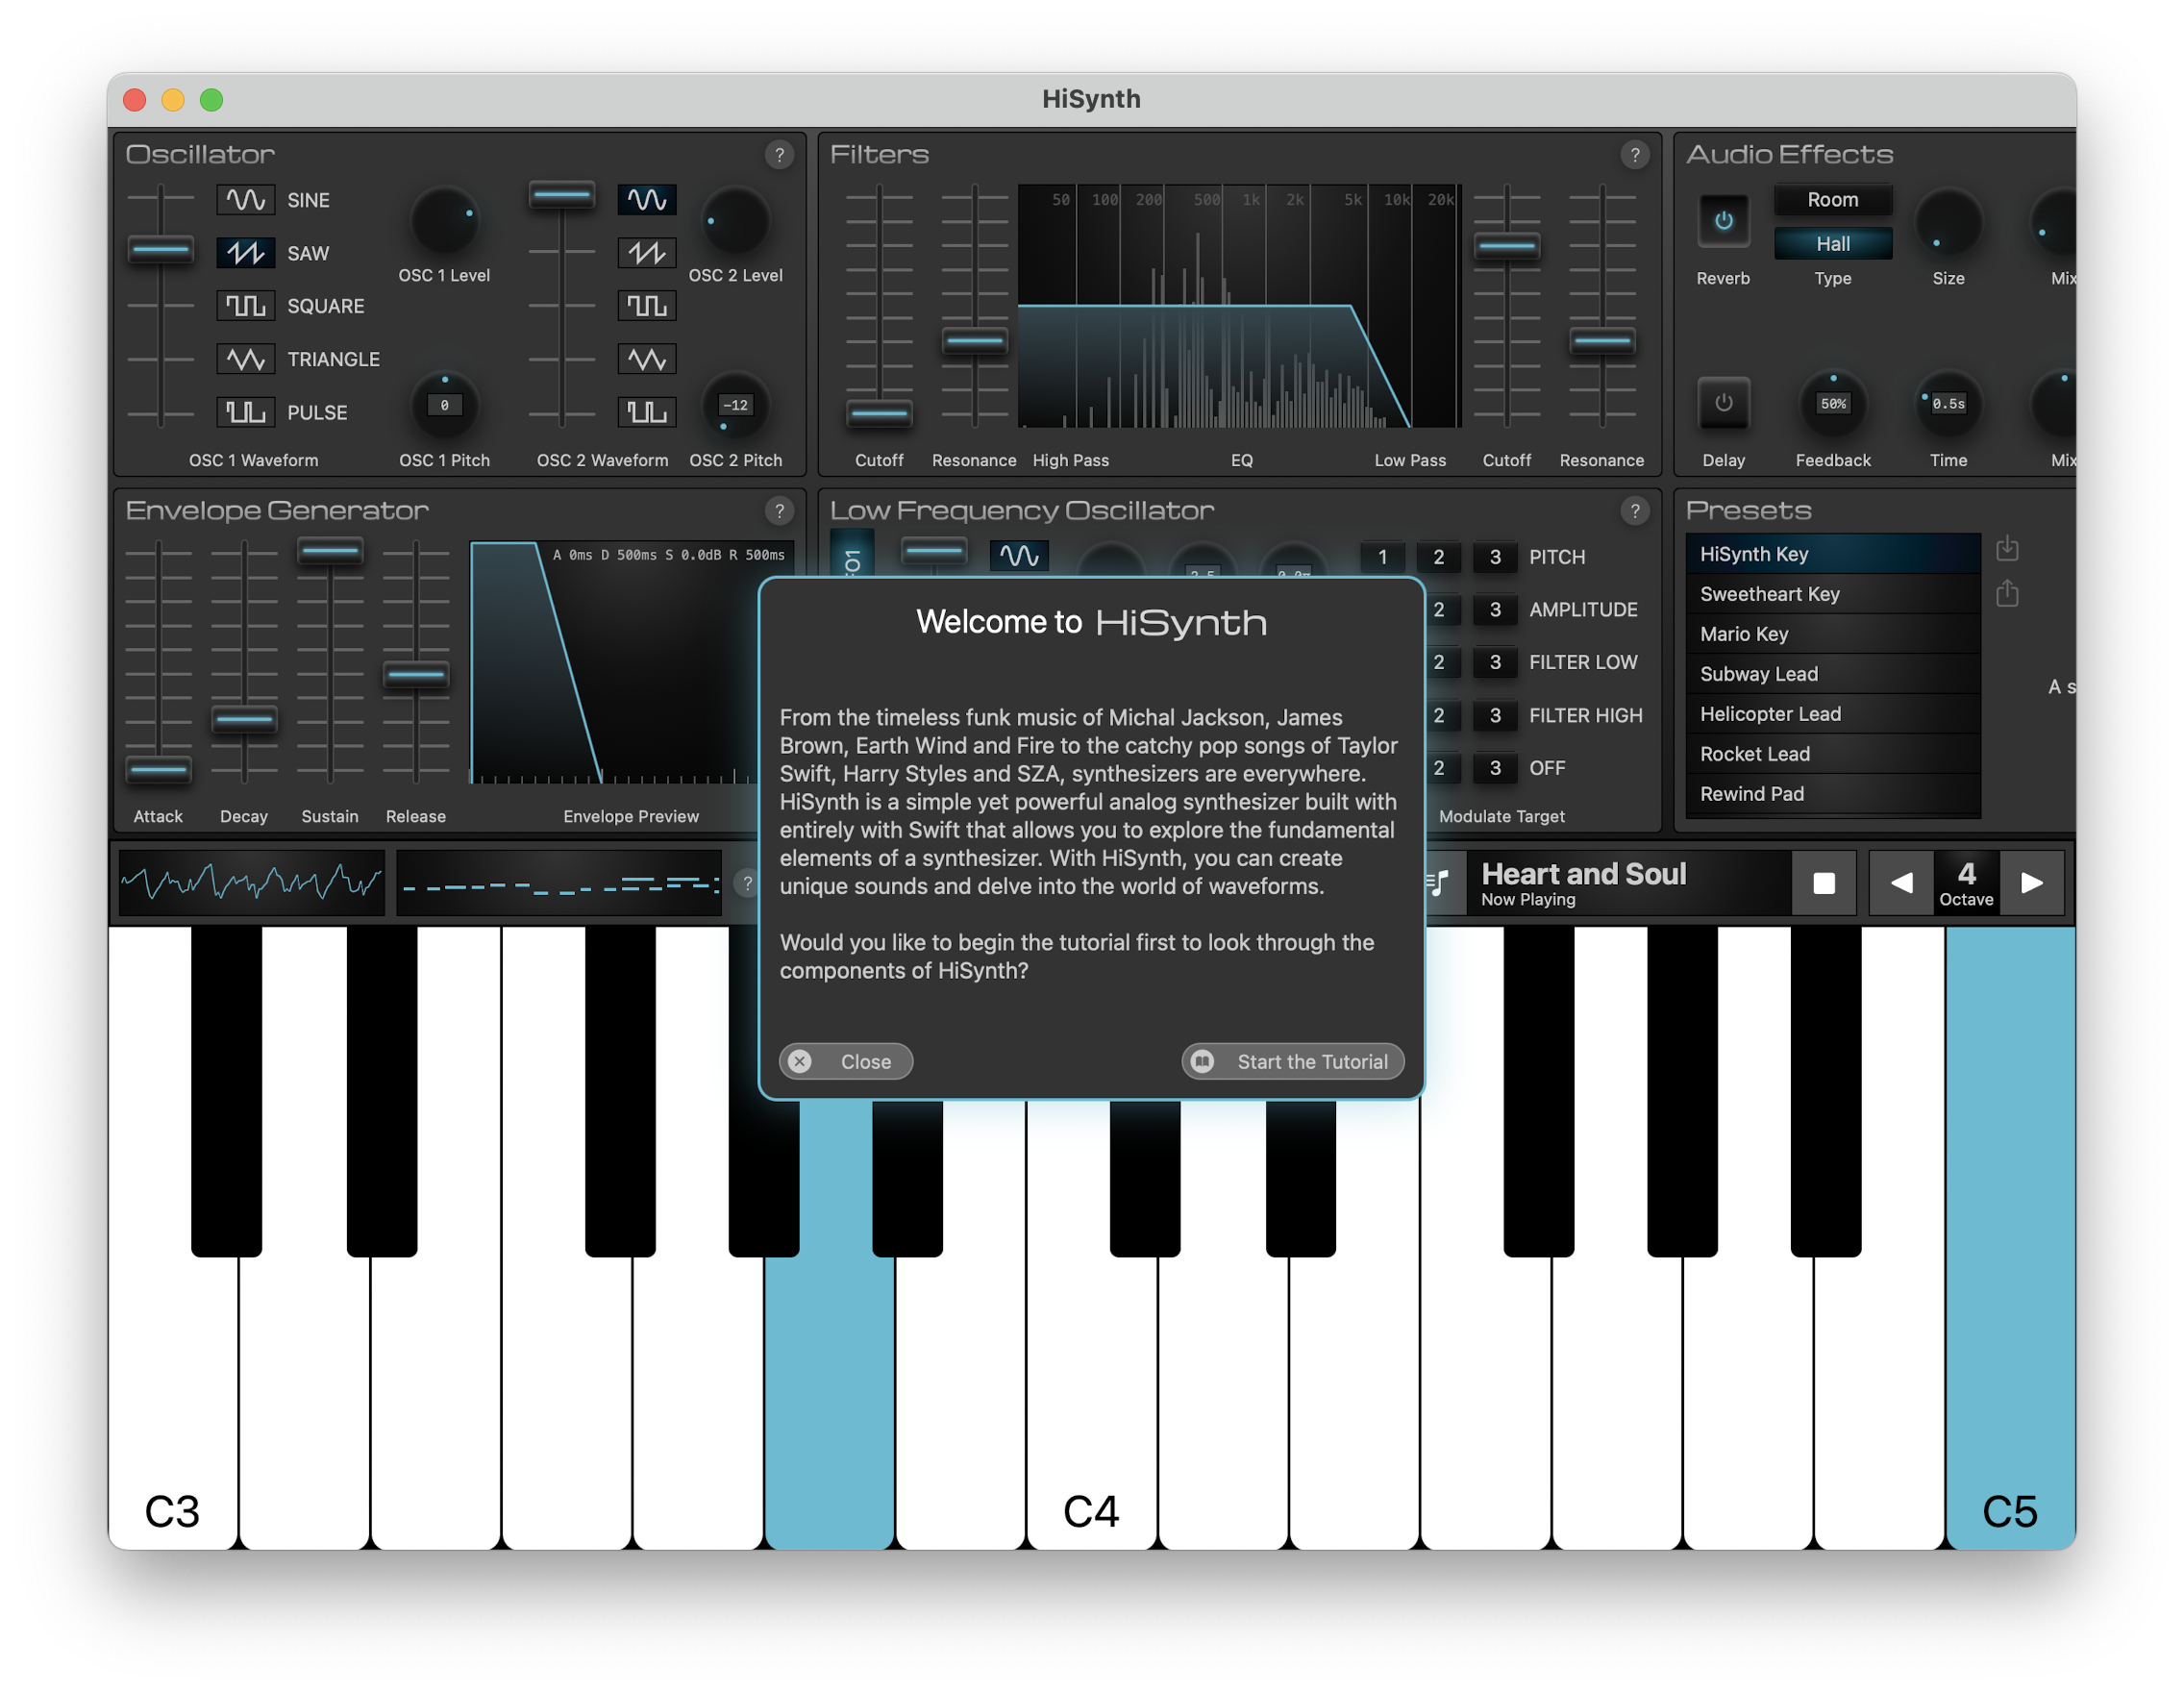 HiSynth
Oscillator
?
SINE
SAW
SQUARE
TRIANGLE
PULSE
OSC 1 Level
OSC 2 Level
0
-12
OSC 1 Waveform
OSC 1 Pitch
OSC 2 Waveform
OSC 2 Pitch
Filters
?
50 100 200 500 1k 2k 5k 10k 20k
Cutoff
Resonance
High Pass
EQ
Low Pass
Cutoff
Resonance
Audio Effects
Room
Hall
Reverb
Type
Size
Mix
50%
0.5s
Delay
Feedback
Time
Mix
Envelope Generator
?
A 0ms D 500ms S 0.0dB R 500ms
Attack
Decay
Sustain
Release
Envelope Preview
Low Frequency Oscillator
?
1 2 3 PITCH
2 3 AMPLITUDE
2 3 FILTER LOW
2 3 FILTER HIGH
2 3 OFF
Modulate Target
Presets
HiSynth Key
Sweetheart Key
Mario Key
Subway Lead
Helicopter Lead
Rocket Lead
Rewind Pad
A s
Welcome to HiSynth
From the timeless funk music of Michal Jackson, James
Brown, Earth Wind and Fire to the catchy pop songs of Taylor
Swift, Harry Styles and SZA, synthesizers are everywhere.
HiSynth is a simple yet powerful analog synthesizer built with
entirely with Swift that allows you to explore the fundamental
elements of a synthesizer. With HiSynth, you can create
unique sounds and delve into the world of waveforms.
Would you like to begin the tutorial first to look through the
components of HiSynth?
Close
Start the Tutorial
?
Heart and Soul
Now Playing
4
Octave
C3
C4
C5